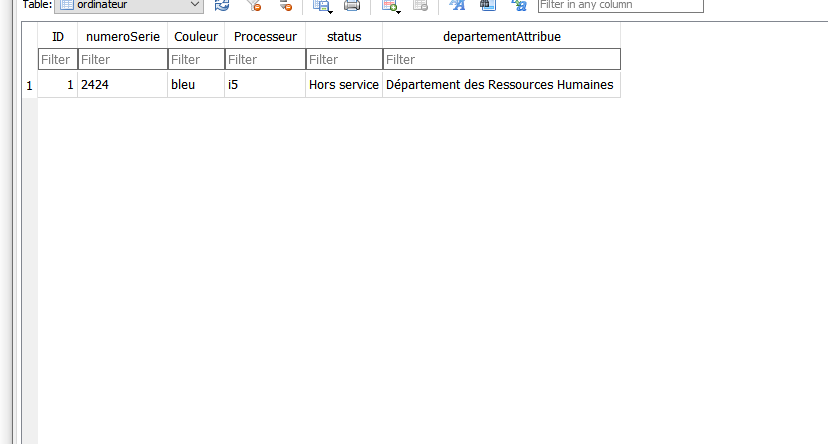 Table: ordinateur Filter in any column
ID numeroSerie Couleur Processeur status departementAttribue
Filter Filter Filter Filter Filter Filter
1 1 2424 bleu i5 Hors service Département des Ressources Humaines